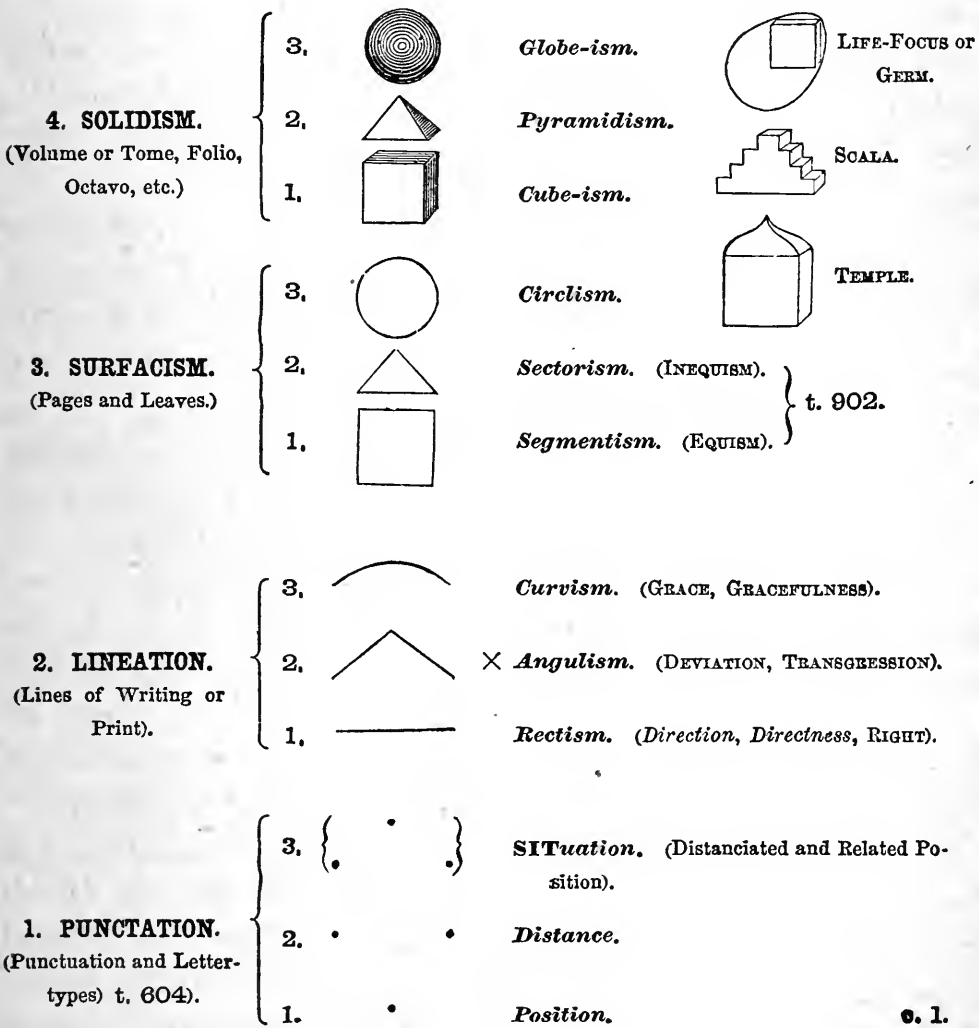 3. Globe-ism. LIFE-FOCUS or
GERM.
4. SOLIDISM.
(Volume or Tome, Folio,
Octavo, etc.)
2. Pyramidism.
SCALA.
1. Cube-ism.
TEMPLE.
3. Circlism.
3. SURFACISM.
(Pages and Leaves.)
2. Sectorism. (INEQUISM).
t. 902.
1. Segmentism. (EQUISM).
3. Curvism. (GRACE, GRACEFULNESS).
2. LINEATION.
(Lines of Writing or
Print).
2. × Angulism. (DEVIATION, TRANSGRESSION).
1. Rectism. (Direction, Directness, RIGHT).
3. SITuation. (Distanciated and Related Po-
sition).
1. PUNCTATION.
(Punctuation and Letter-
types) t. 604).
2. Distance.
1. Position. c. 1.